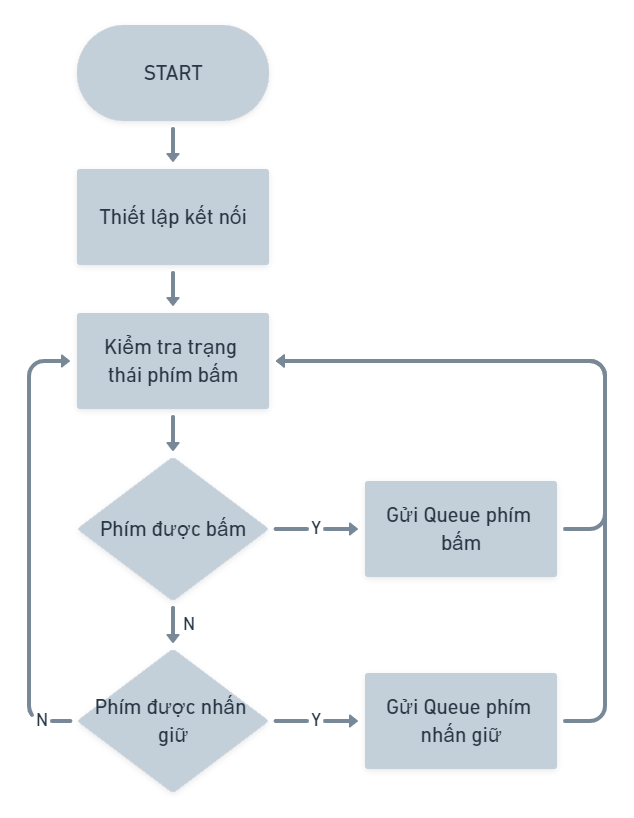 START
Thiết lập kết nối
Kiểm tra trạng
thái phím bấm
Phím được bấm
Y
Gửi Queue phím
bấm
N
Phím được nhấn
giữ
N
Y
Gửi Queue phím
nhấn giữ